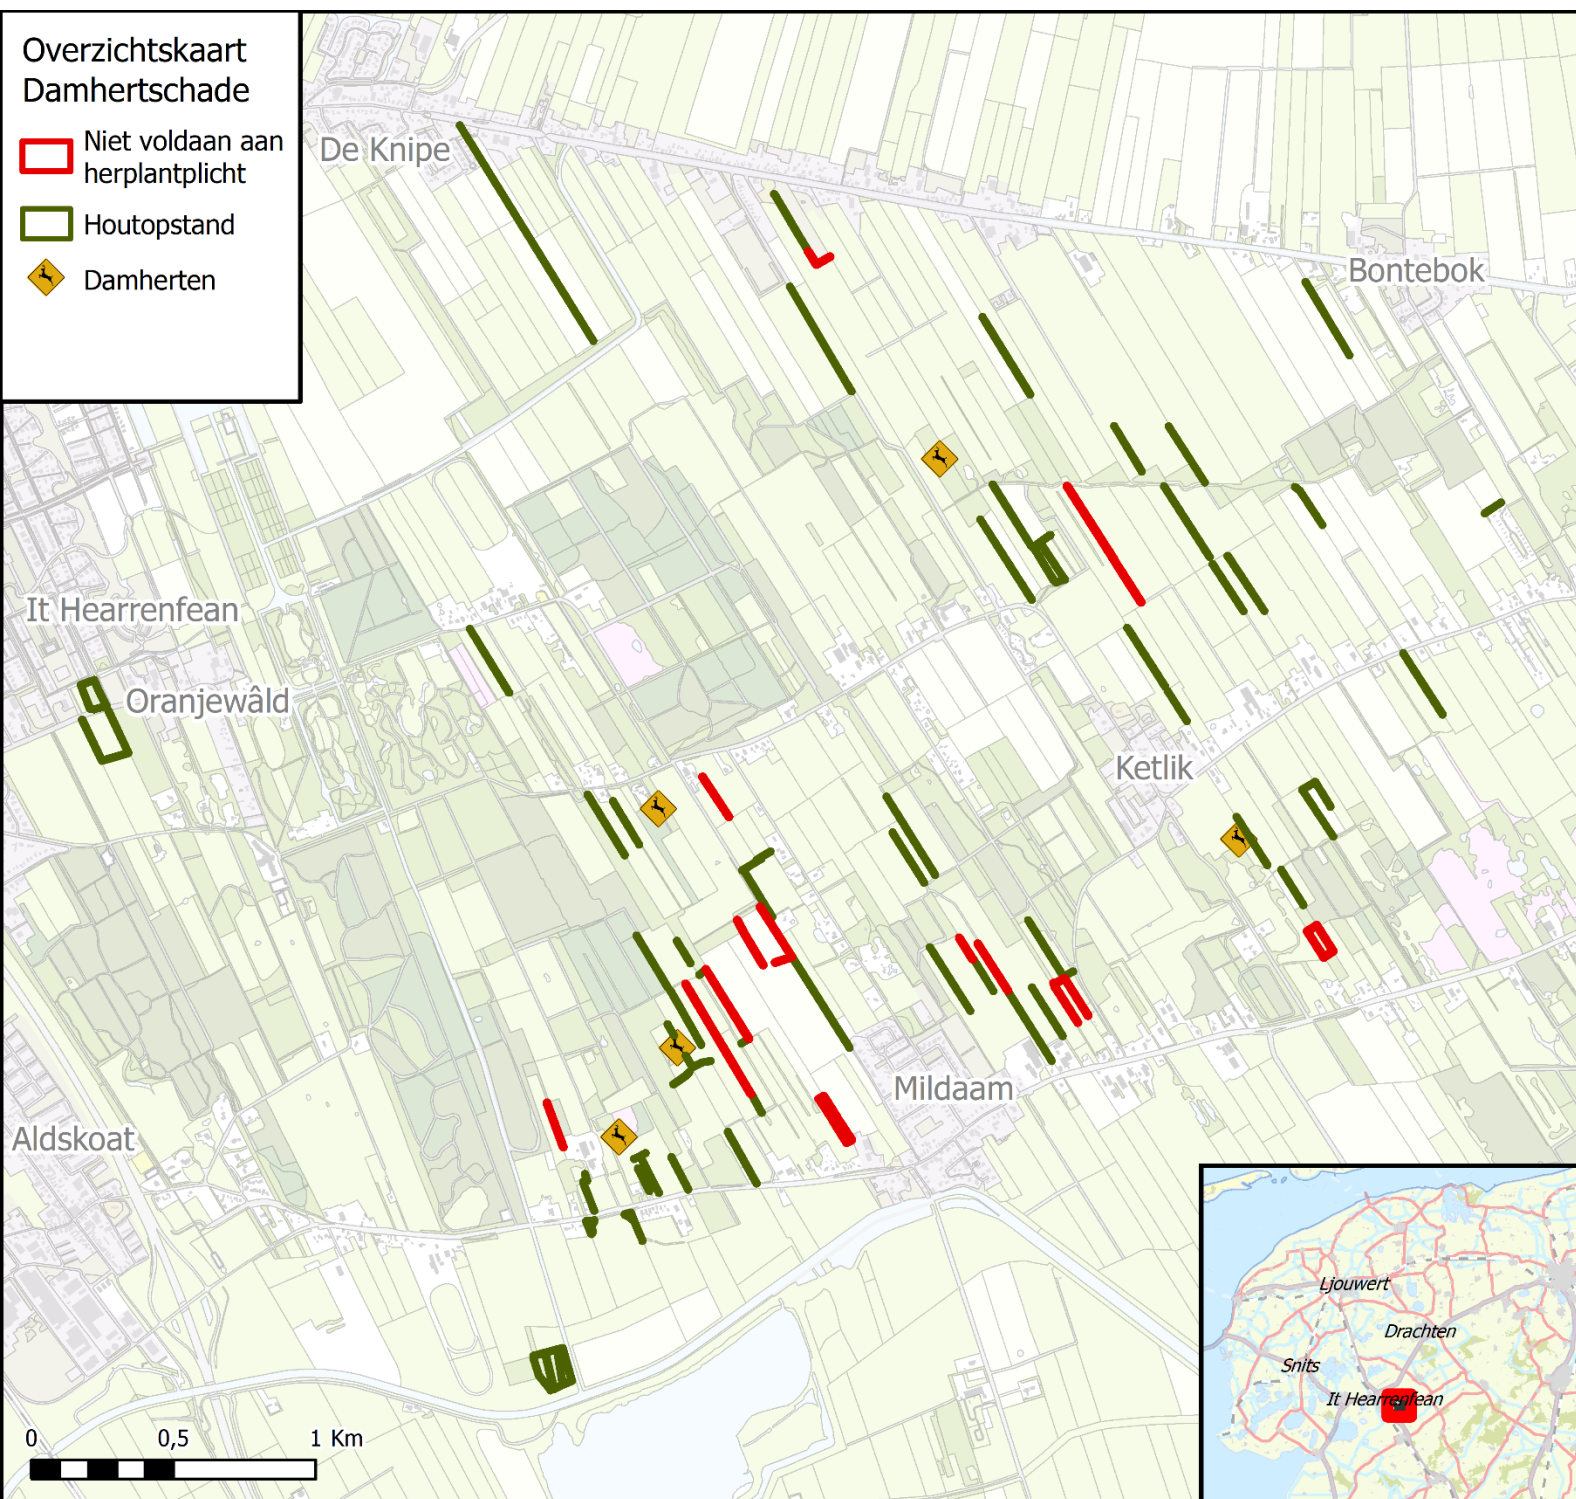 Overzichtskaart
Damhertschade
Niet voldaan aan
herplantplicht
Houtopstand
Damherten
De Knipe
Bontebok
It Hearrenfean
Oranjewâld
Ketlik
Mildaam
Aldskoat
0 0,5 1 Km
Ljouwert
Drachten
Snits
It Hearrenfean